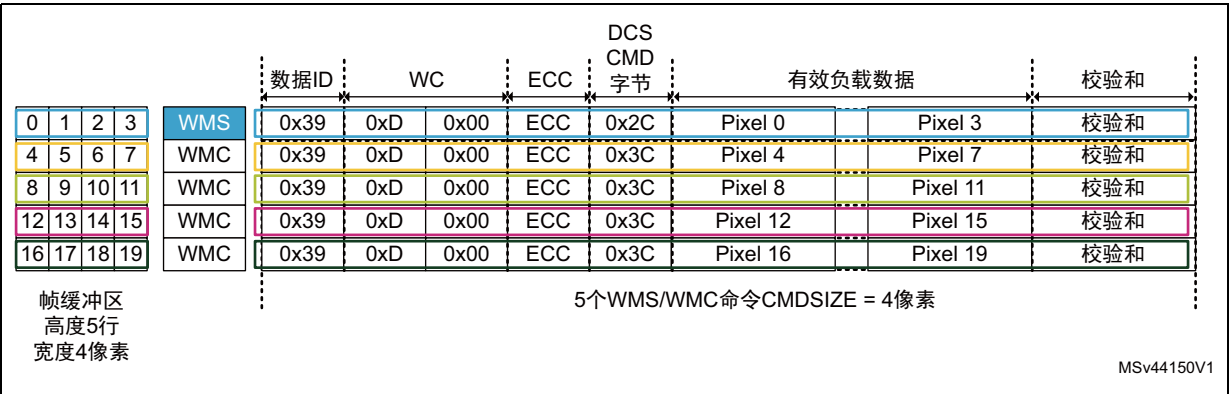 DCS
CMD
字节
数据ID WC ECC 有效负载数据 校验和
0 1 2 3 WMS 0x39 0xD 0x00 ECC 0x2C Pixel 0 Pixel 3 校验和
4 5 6 7 WMC 0x39 0xD 0x00 ECC 0x3C Pixel 4 Pixel 7 校验和
8 9 10 11 WMC 0x39 0xD 0x00 ECC 0x3C Pixel 8 Pixel 11 校验和
12 13 14 15 WMC 0x39 0xD 0x00 ECC 0x3C Pixel 12 Pixel 15 校验和
16 17 18 19 WMC 0x39 0xD 0x00 ECC 0x3C Pixel 16 Pixel 19 校验和
帧缓冲区
高度5行
宽度4像素
5个WMS/WMC命令CMDSIZE = 4像素
MSv44150V1